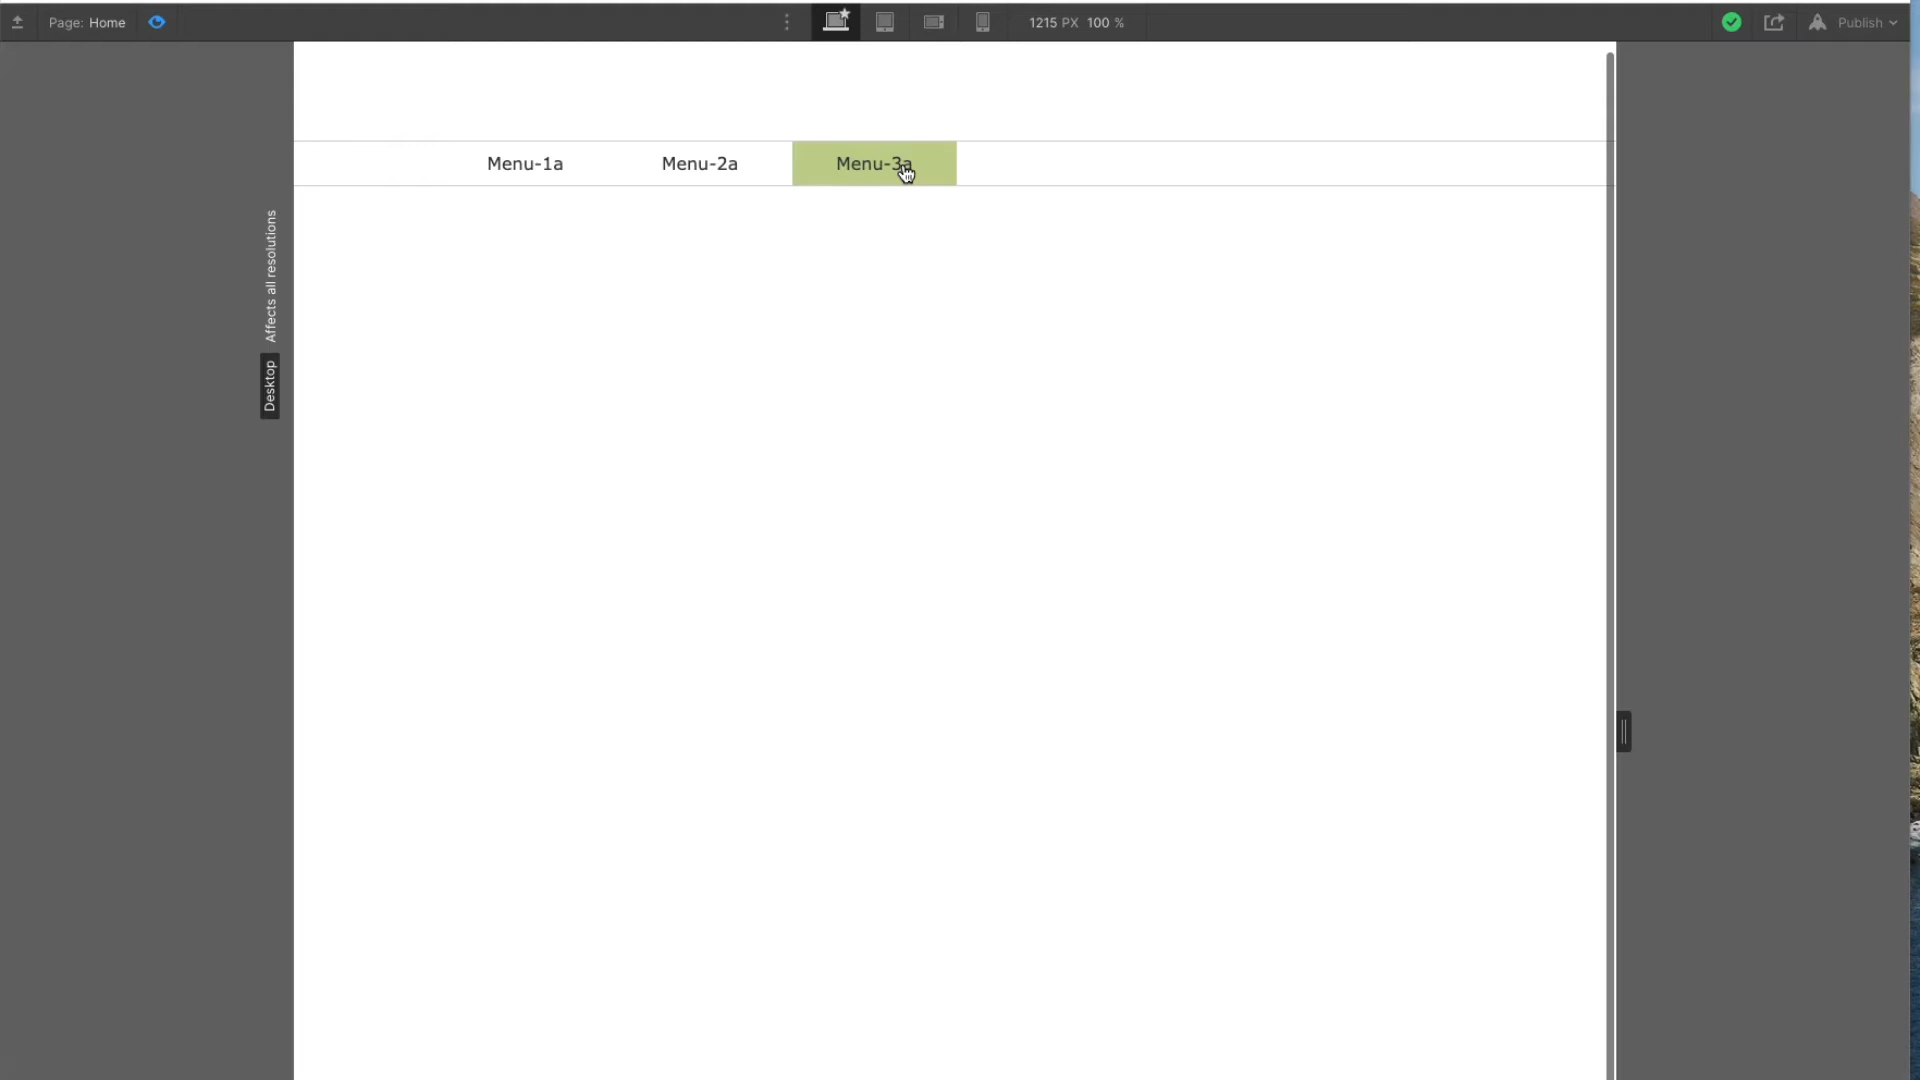 Page: Home
1215 PX 100 %
Publish
Menu-1a
Menu-2a
Menu-3a
Affects all resolutions
Desktop